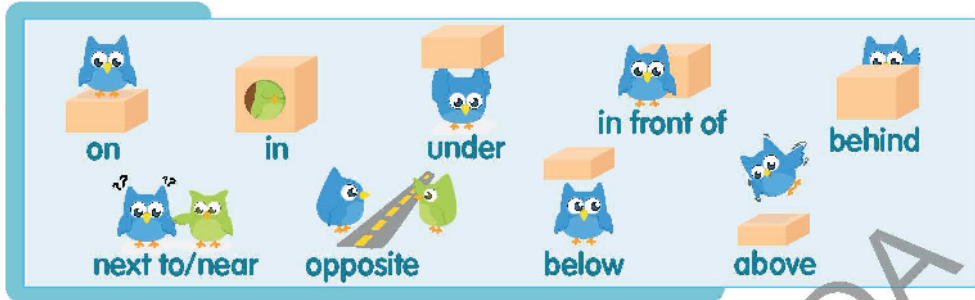 on
in
under
in front of
behind
??
??
next to/near
opposite
below
above